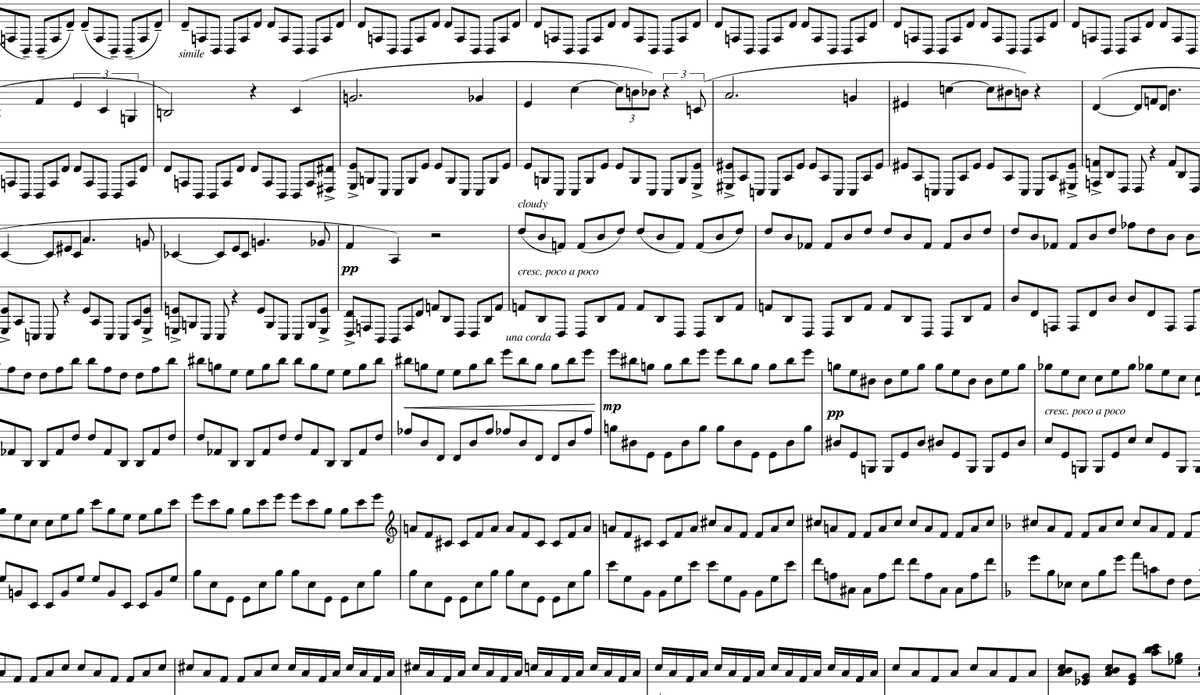 simile
3
3
3
cloudy
pp
cresc. poco a poco
una corda
mp
pp
cresc. poco a poco